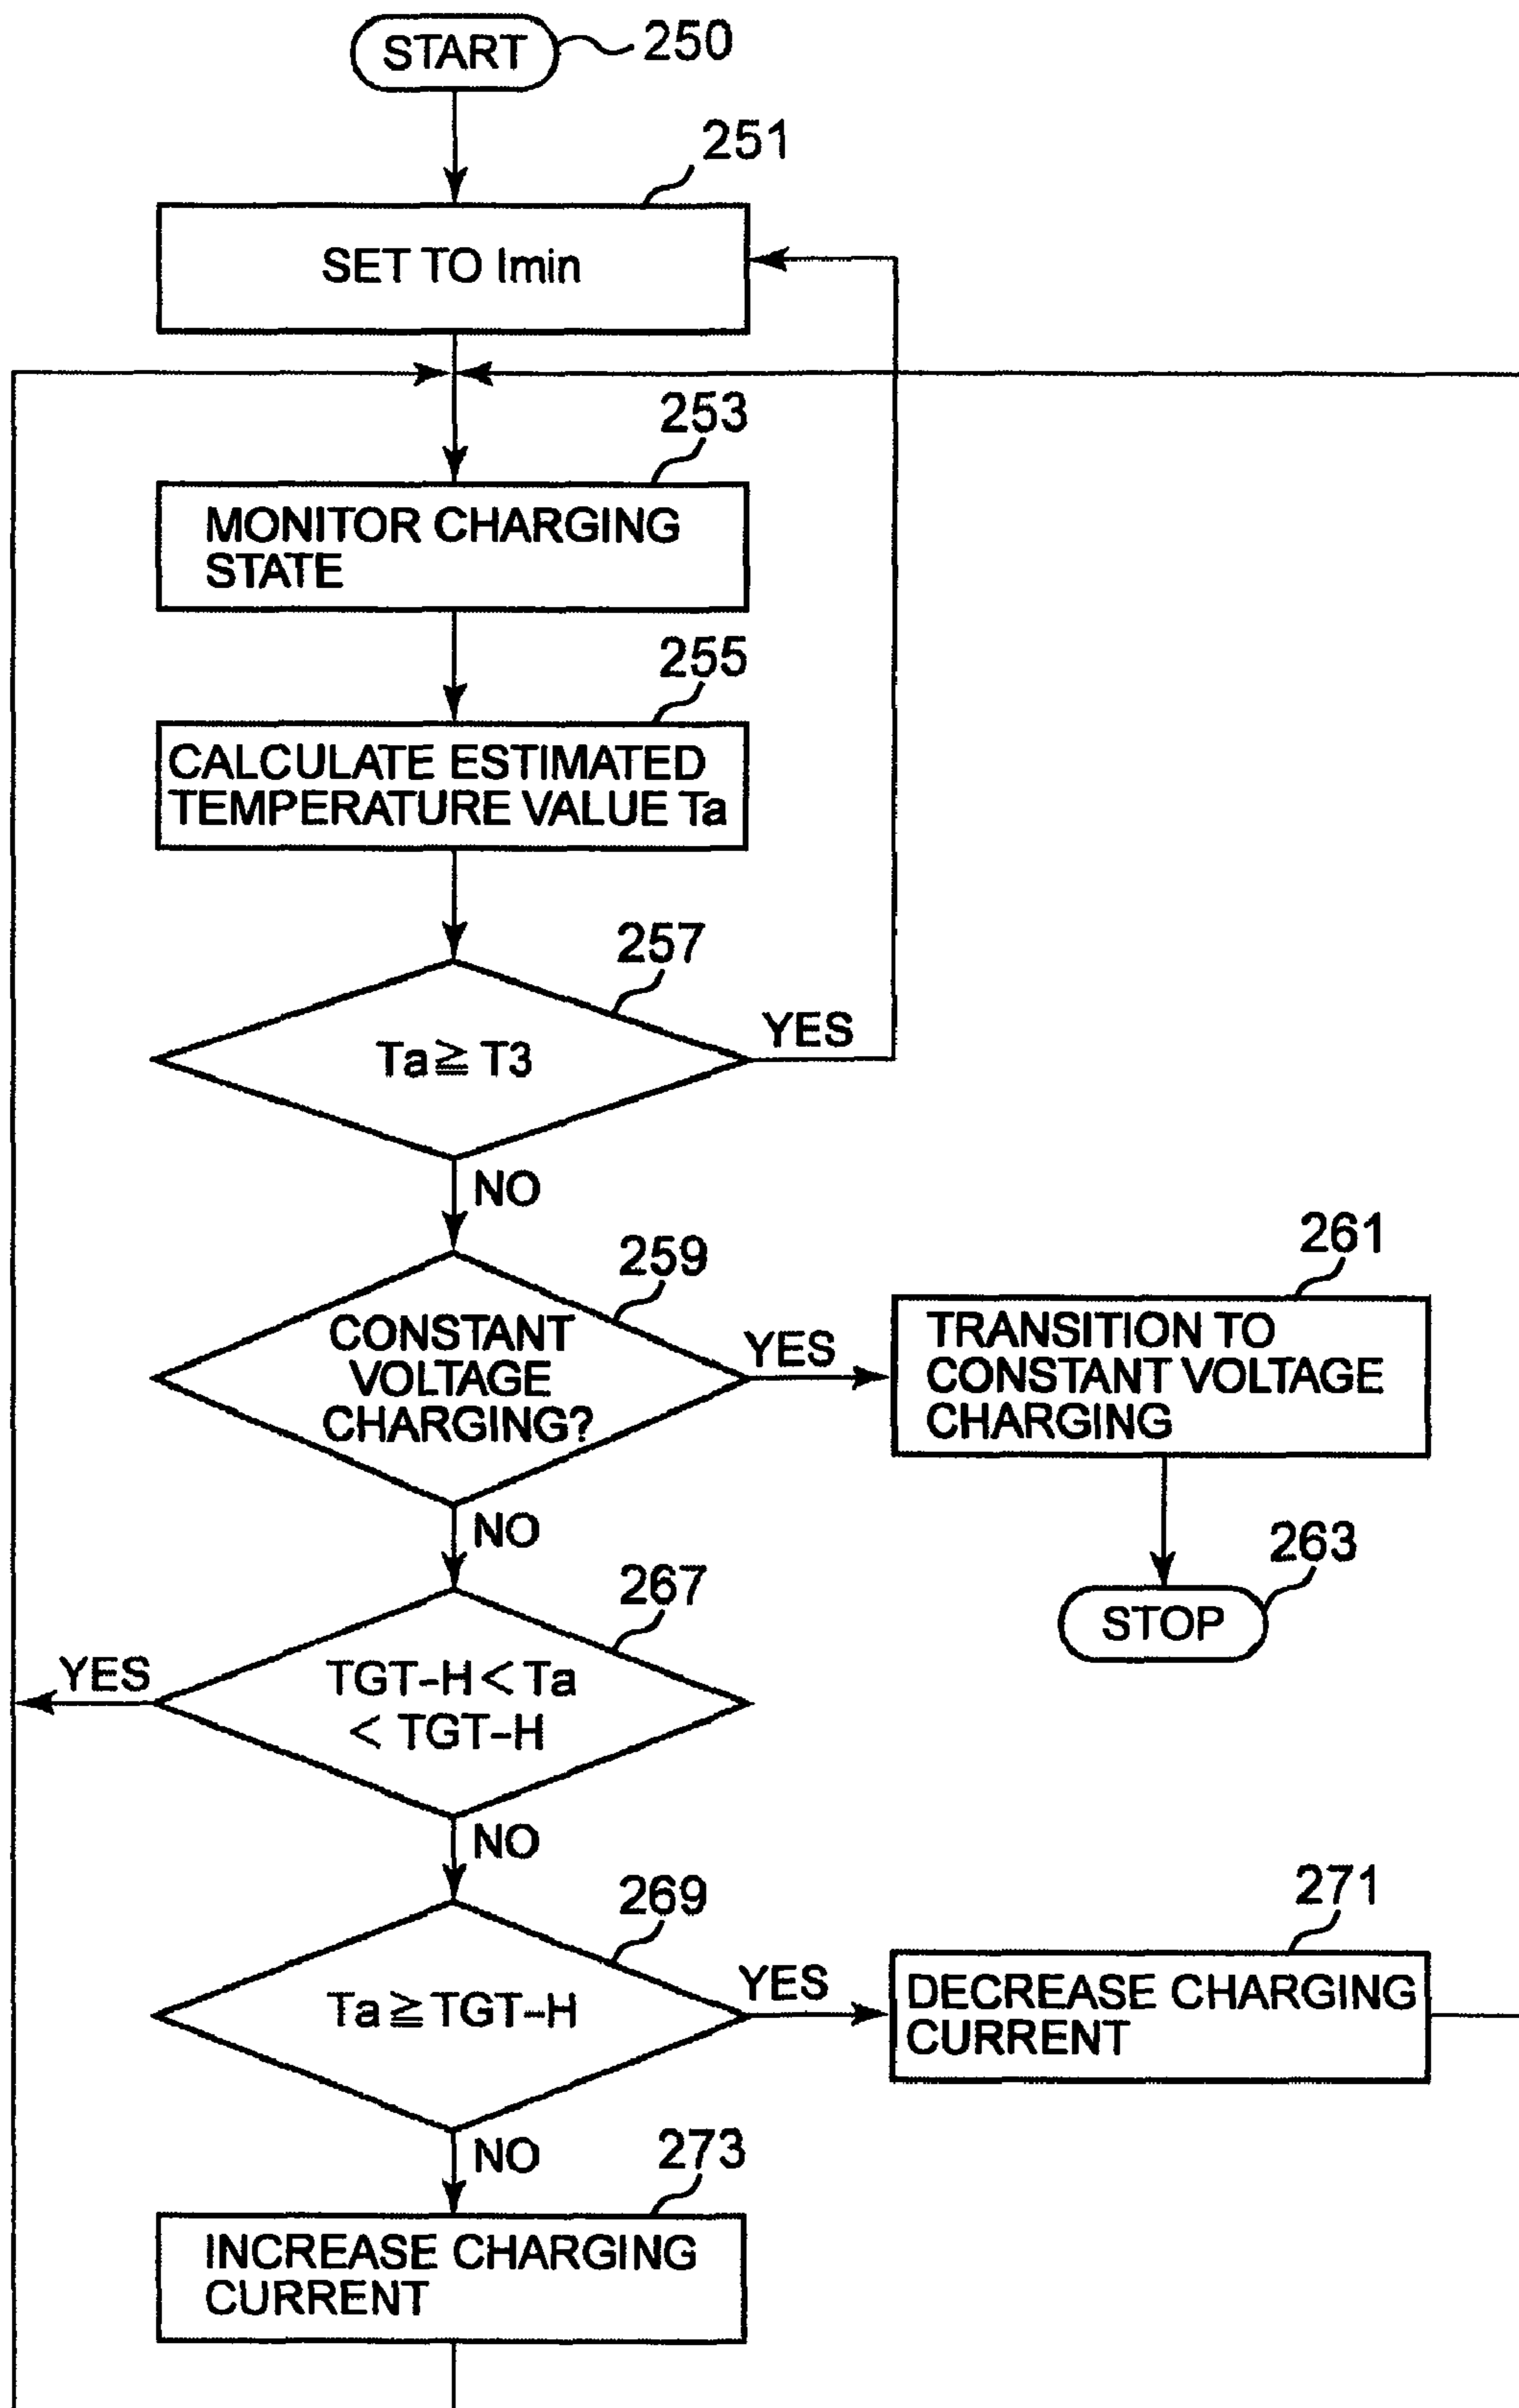 START
250
251
SET TO Imin
253
MONITOR CHARGING
STATE
255
CALCULATE ESTIMATED
TEMPERATURE VALUE Ta
257
Ta ≧ T3
YES
NO
259
CONSTANT
VOLTAGE
CHARGING?
YES
261
TRANSITION TO
CONSTANT VOLTAGE
CHARGING
NO
263
STOP
267
YES
TGT-H < Ta
< TGT-H
NO
269
Ta ≧ TGT-H
YES
271
DECREASE CHARGING
CURRENT
NO
273
INCREASE CHARGING
CURRENT